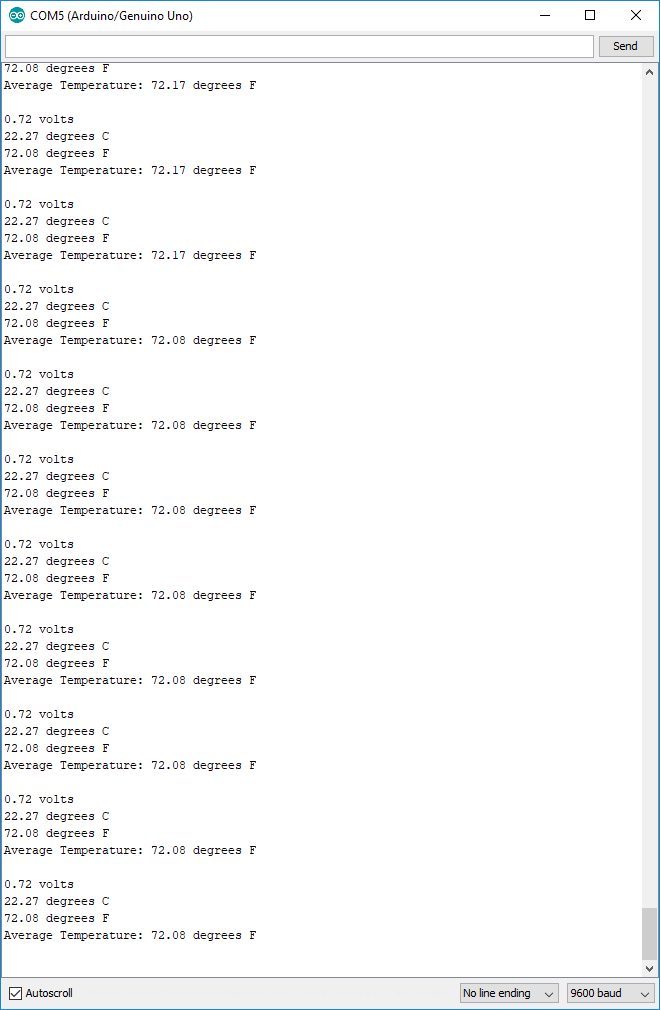 COM5 (Arduino/Genuino Uno)
Send
72.08 degrees F
Average Temperature: 72.17 degrees F
0.72 volts
22.27 degrees C
72.08 degrees F
Average Temperature: 72.17 degrees F
0.72 volts
22.27 degrees C
72.08 degrees F
Average Temperature: 72.17 degrees F
0.72 volts
22.27 degrees C
72.08 degrees F
Average Temperature: 72.08 degrees F
0.72 volts
22.27 degrees C
72.08 degrees F
Average Temperature: 72.08 degrees F
0.72 volts
22.27 degrees C
72.08 degrees F
Average Temperature: 72.08 degrees F
0.72 volts
22.27 degrees C
72.08 degrees F
Average Temperature: 72.08 degrees F
0.72 volts
22.27 degrees C
72.08 degrees F
Average Temperature: 72.08 degrees F
0.72 volts
22.27 degrees C
72.08 degrees F
Average Temperature: 72.08 degrees F
0.72 volts
22.27 degrees C
72.08 degrees F
Average Temperature: 72.08 degrees F
0.72 volts
22.27 degrees C
72.08 degrees F
Average Temperature: 72.08 degrees F
Autoscroll
No line ending
9600 baud